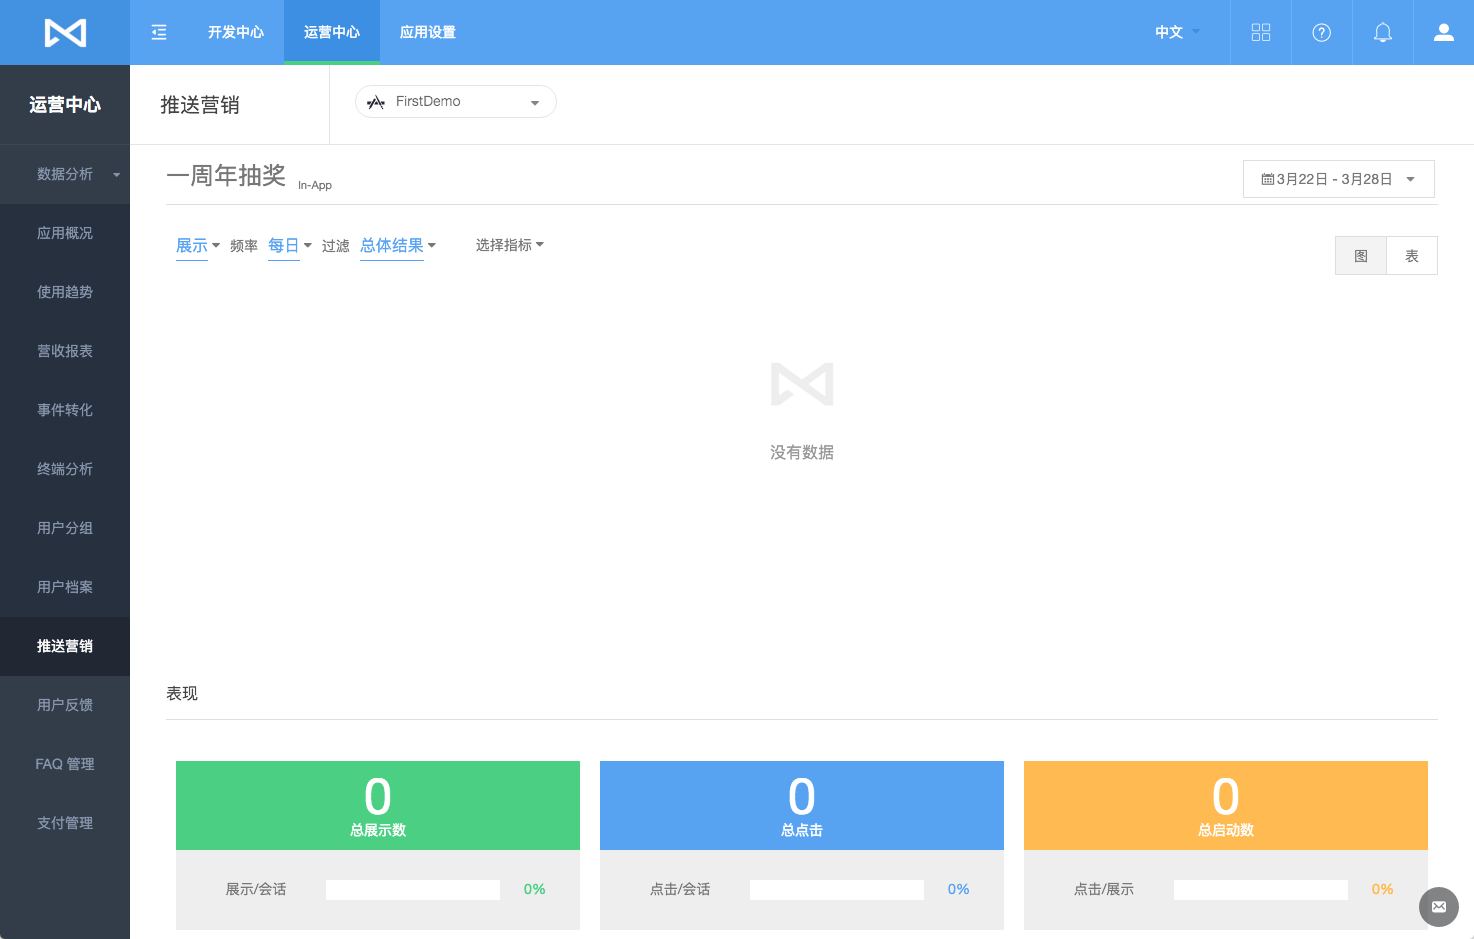 开发中心 运营中心 应用设置 中文
运营中心
推送营销
FirstDemo
数据分析
应用概况
使用趋势
营收报表
事件转化
终端分析
用户分组
用户档案
推送营销
用户反馈
FAQ 管理
支付管理
一周年抽奖 In-App
3月22日 - 3月28日
展示 频率 每日 过滤 总体结果 选择指标
图 表
没有数据
表现
0
总展示数
展示/会话 0%
0
总点击
点击/会话 0%
0
总启动数
点击/展示 0%